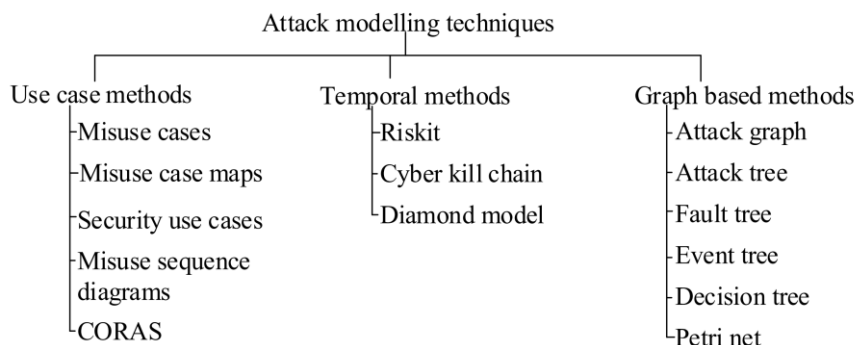 Attack modelling techniques
Use case methods
Misuse cases
Misuse case maps
Security use cases
Misuse sequence
diagrams
CORAS
Temporal methods
Riskit
Cyber kill chain
Diamond model
Graph based methods
Attack graph
Attack tree
Fault tree
Event tree
Decision tree
Petri net